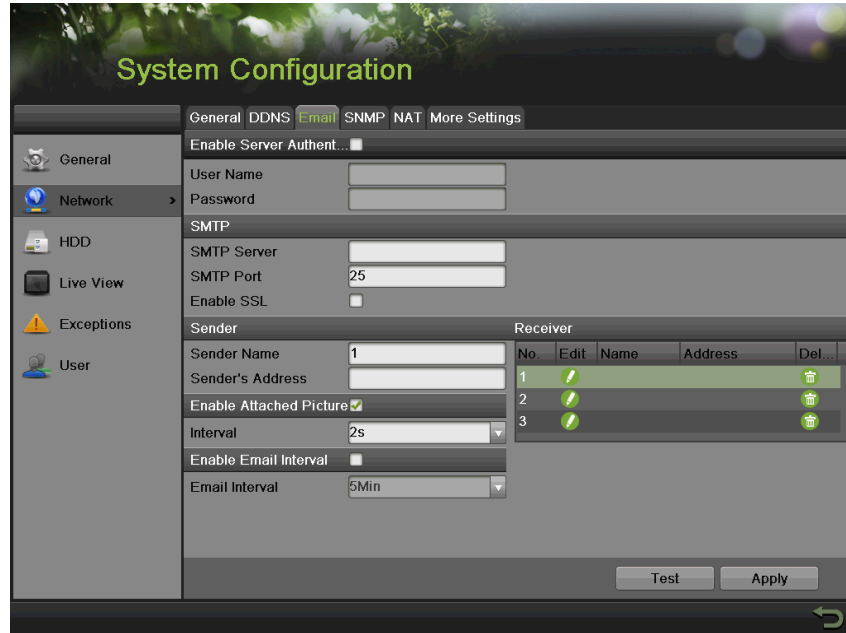 System Configuration
General DDNS Email SNMP NAT More Settings
Enable Server Authent...
General
User Name
Network
Password
SMTP
HDD
SMTP Server
SMTP Port 25
Live View
Enable SSL
Exceptions
Sender
Receiver
Sender Name 1
No. Edit Name Address Del...
User
Sender's Address
1
Enable Attached Picture
2
3
Interval 2s
Enable Email Interval
Email Interval 5Min
Test Apply